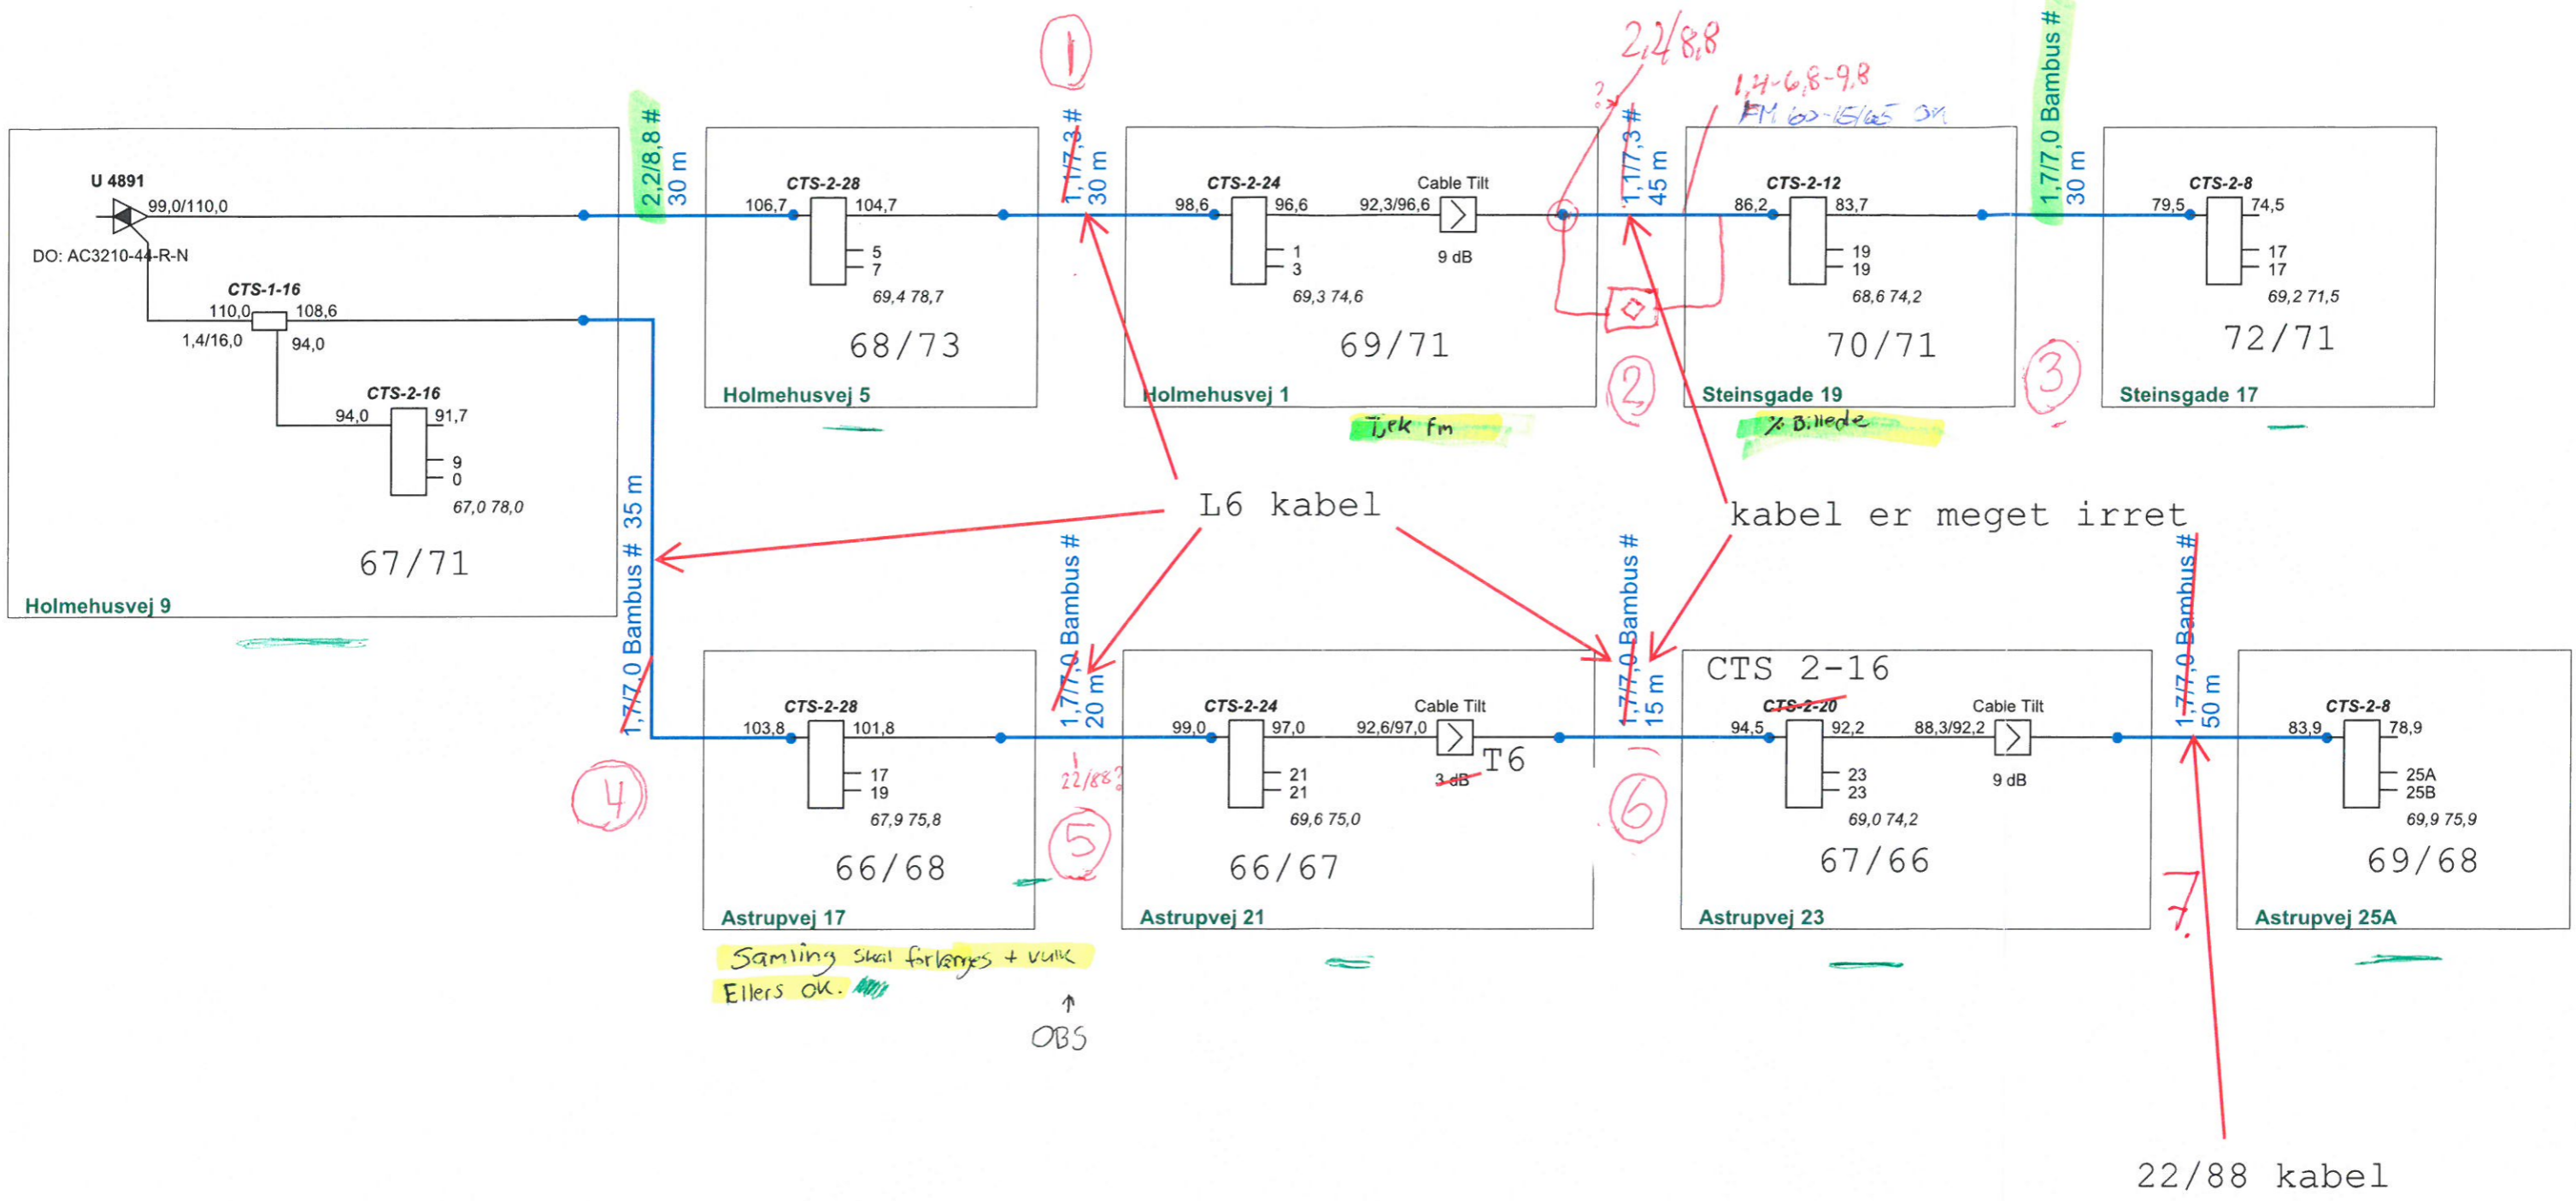 1
2,2/8,8
1,4-6,8-9,8
FM 60-15/65 OK
?
2,2/8,8 #
30 m
1,1/7,3 #
30 m
1,1/7,3 #
45 m
1,7/7,0 Bambus #
30 m
U 4891
99,0/110,0
DO: AC3210-44-R-N
CTS-1-16
110,0
108,6
1,4/16,0
94,0
CTS-2-16
94,0
91,7
9
0
67,0 78,0
67/71
Holmehusvej 9
CTS-2-28
106,7
104,7
5
7
69,4 78,7
68/73
Holmehusvej 5
CTS-2-24
98,6
96,6
1
3
69,3 74,6
Cable Tilt
92,3/96,6
9 dB
69/71
Holmehusvej 1
Tjek fm
2
CTS-2-12
86,2
83,7
19
19
68,6 74,2
70/71
Steinsgade 19
% Billede
3
CTS-2-8
79,5
74,5
17
17
69,2 71,5
72/71
Steinsgade 17
L6 kabel
kabel er meget irret
1,7/7,0 Bambus # 35 m
4
1,7/7,0 Bambus #
20 m
22/88?
5
1,7/7,0 Bambus #
15 m
6
1,7/7,0 Bambus #
50 m
7.
CTS-2-28
103,8
101,8
17
19
67,9 75,8
66/68
Astrupvej 17
Samling skal forlænges + vulk
Ellers ok.
OBS
CTS-2-24
99,0
97,0
21
21
69,6 75,0
Cable Tilt
92,6/97,0
T6
3 dB
66/67
Astrupvej 21
CTS 2-16
CTS-2-20
94,5
92,2
23
23
69,0 74,2
Cable Tilt
88,3/92,2
9 dB
67/66
Astrupvej 23
CTS-2-8
83,9
78,9
25A
25B
69,9 75,9
69/68
Astrupvej 25A
22/88 kabel